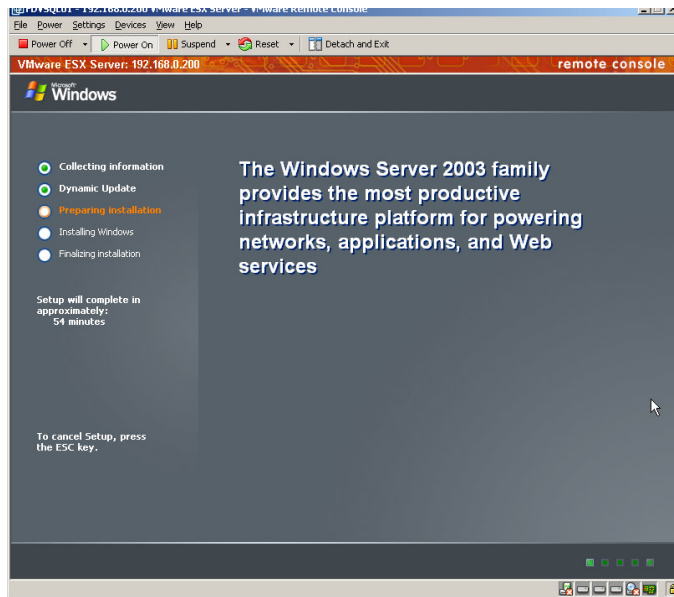 192.168.0.200 VMware ESX Server - VMware Remote Console
File Power Settings Devices View Help
Power Off Power On Suspend Reset Detach and Exit
VMware ESX Server: 192.168.0.200 remote console
Microsoft
Windows
Collecting information
Dynamic Update
Preparing installation
Installing Windows
Finalizing installation
Setup will complete in
approximately:
54 minutes
To cancel Setup, press
the ESC key.
The Windows Server 2003 family
provides the most productive
infrastructure platform for powering
networks, applications, and Web
services